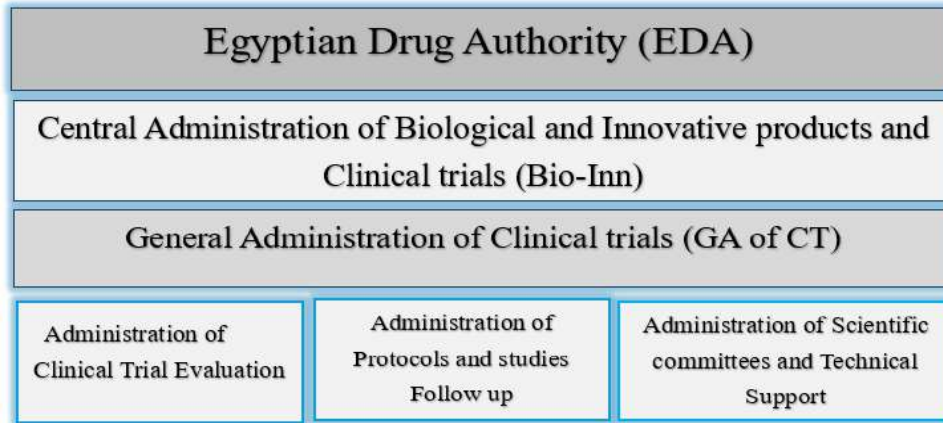 Egyptian Drug Authority (EDA)
Central Administration of Biological and Innovative products and
Clinical trials (Bio-Inn)
General Administration of Clinical trials (GA of CT)
Administration of
Clinical Trial Evaluation
Administration of
Protocols and studies
Follow up
Administration of Scientific
committees and Technical
Support